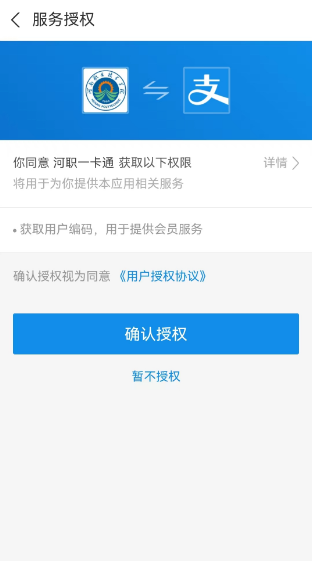 服务授权
支
你同意 河职一卡通 获取以下权限
详情
将用于为你提供本应用相关服务
• 获取用户编码，用于提供会员服务
确认授权视为同意 《用户授权协议》
确认授权
暂不授权